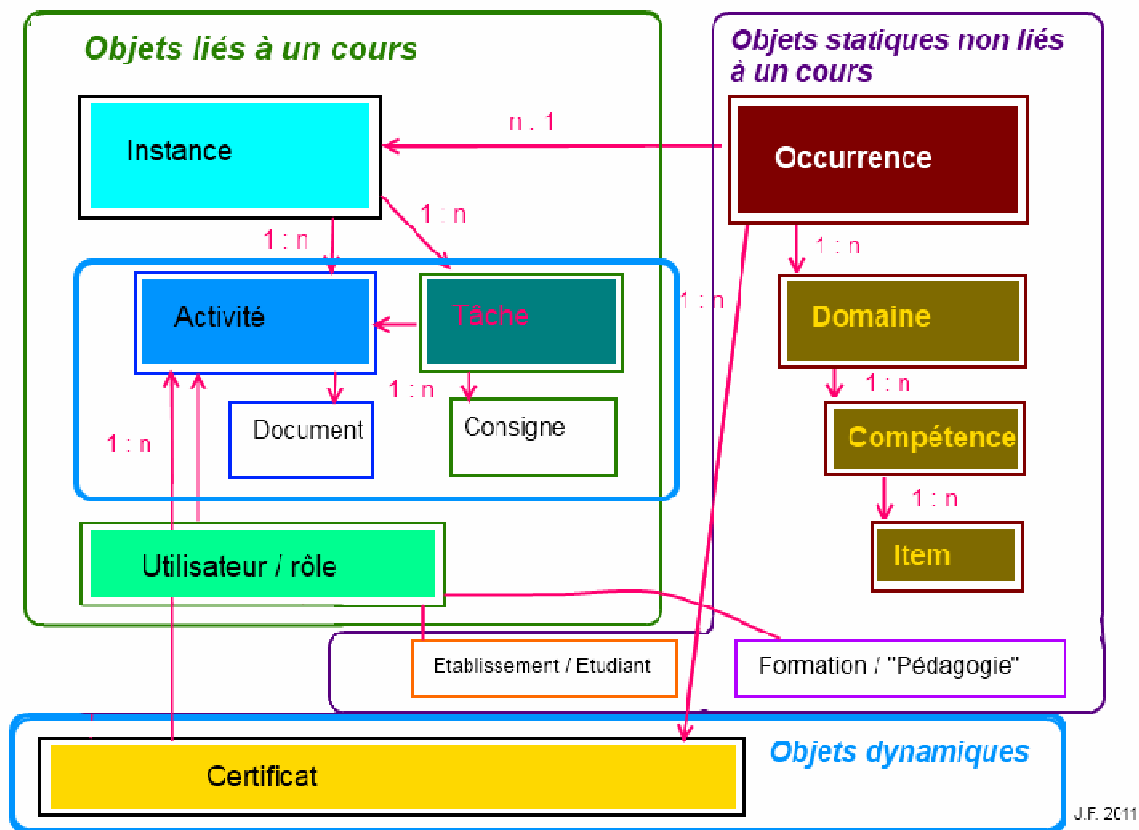 Objets liés à un cours
Objets statiques non liés
à un cours
Instance
n . 1
Occurrence
1 : n
1 : n
1 : n
Activité
Tâche
1 : n
Domaine
1 : n
1 : n
Document
Consigne
Compétence
1 : n
1 : n
Utilisateur / rôle
Item
Etablissement / Etudiant
Formation / "Pédagogie"
Certificat
Objets dynamiques
J.F. 2011